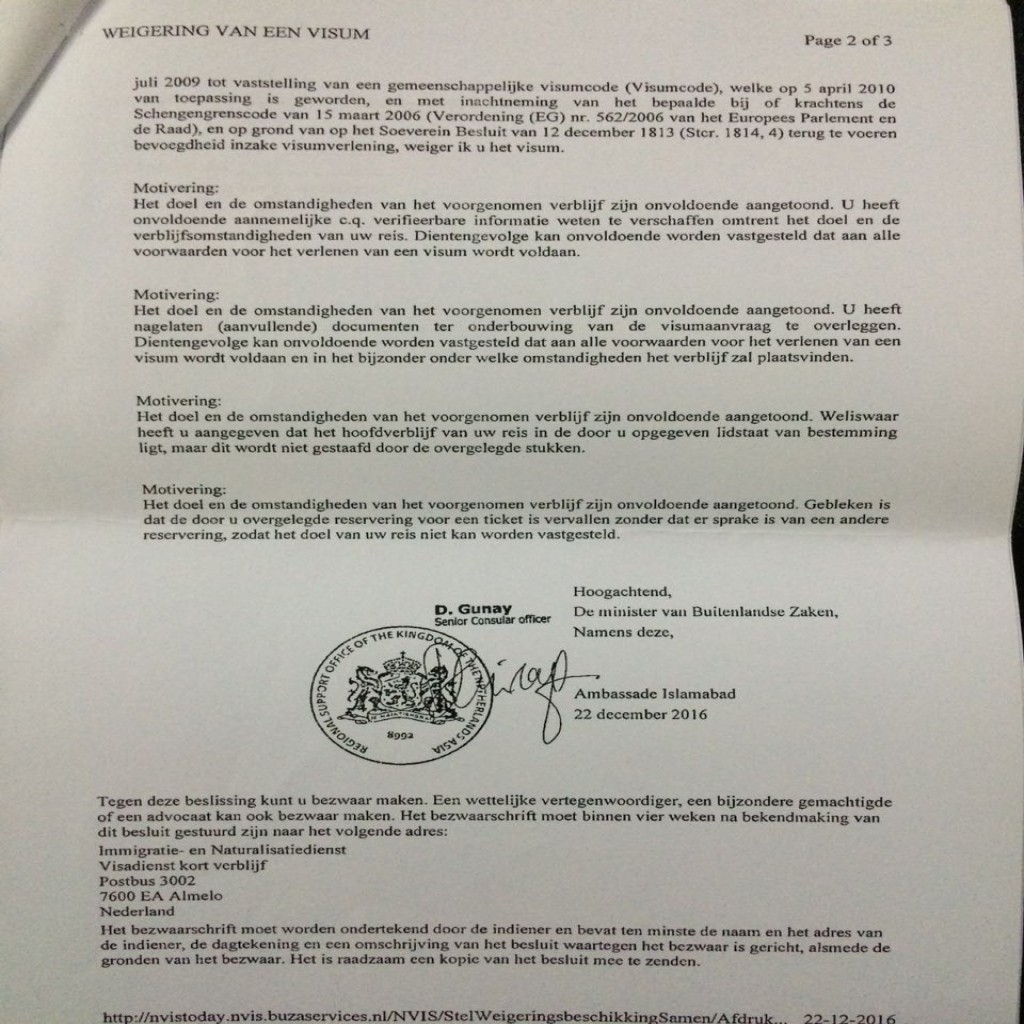 WEIGERING VAN EEN VISUM
Page 2 of 3
juli 2009 tot vaststelling van een gemeenschappelijke visumcode (Visumcode), welke op 5 april 2010
van toepassing is geworden, en met inachtneming van het bepaalde bij of krachtens de
Schengengrenscode van 15 maart 2006 (Verordening (EG) nr. 562/2006 van het Europees Parlement en
de Raad), en op grond van op het Soeverein Besluit van 12 december 1813 (Stcr. 1814, 4) terug te voeren
bevoegdheid inzake visumverlening, weiger ik u het visum.
Motivering:
Het doel en de omstandigheden van het voorgenomen verblijf zijn onvoldoende aangetoond. U heeft
onvoldoende aannemelijke c.q. verifieerbare informatie weten te verschaffen omtrent het doel en de
verblijfsomstandigheden van uw reis. Dientengevolge kan onvoldoende worden vastgesteld dat aan alle
voorwaarden voor het verlenen van een visum wordt voldaan.
Motivering:
Het doel en de omstandigheden van het voorgenomen verblijf zijn onvoldoende aangetoond. U heeft
nagelaten (aanvullende) documenten ter onderbouwing van de visumaanvraag te overleggen.
Dientengevolge kan onvoldoende worden vastgesteld dat aan alle voorwaarden voor het verlenen van een
visum wordt voldaan en in het bijzonder onder welke omstandigheden het verblijf zal plaatsvinden.
Motivering:
Het doel en de omstandigheden van het voorgenomen verblijf zijn onvoldoende aangetoond. Weliswaar
heeft u aangegeven dat het hoofdverblijf van uw reis in de door u opgegeven lidstaat van bestemming
ligt, maar dit wordt niet gestaafd door de overgelegde stukken.
Motivering:
Het doel en de omstandigheden van het voorgenomen verblijf zijn onvoldoende aangetoond. Gebleken is
dat de door u overgelegde reservering voor een ticket is vervallen zonder dat er sprake is van een andere
reservering, zodat het doel van uw reis niet kan worden vastgesteld.
Hoogachtend,
De minister van Buitenlandse Zaken,
Namens deze,
D. Gunay
Senior Consular officer
REGIONAL SUPPORT OFFICE OF THE KINGDOM OF THE NETHERLANDS ASIA
8992
Ambassade Islamabad
22 december 2016
Tegen deze beslissing kunt u bezwaar maken. Een wettelijke vertegenwoordiger, een bijzondere gemachtigde
of een advocaat kan ook bezwaar maken. Het bezwaarschrift moet binnen vier weken na bekendmaking van
dit besluit gestuurd zijn naar het volgende adres:
Immigratie- en Naturalisatiedienst
Visadienst kort verblijf
Postbus 3002
7600 EA Almelo
Nederland
Het bezwaarschrift moet worden ondertekend door de indiener en bevat ten minste de naam en het adres van
de indiener, de dagtekening en een omschrijving van het besluit waartegen het bezwaar is gericht, alsmede de
gronden van het bezwaar. Het is raadzaam een kopie van het besluit mee te zenden.
http://nvistoday.nvis.buzaservices.nl/NVIS/StelWeigeringsbeschikkingSamen/Afdruk... 22-12-2016